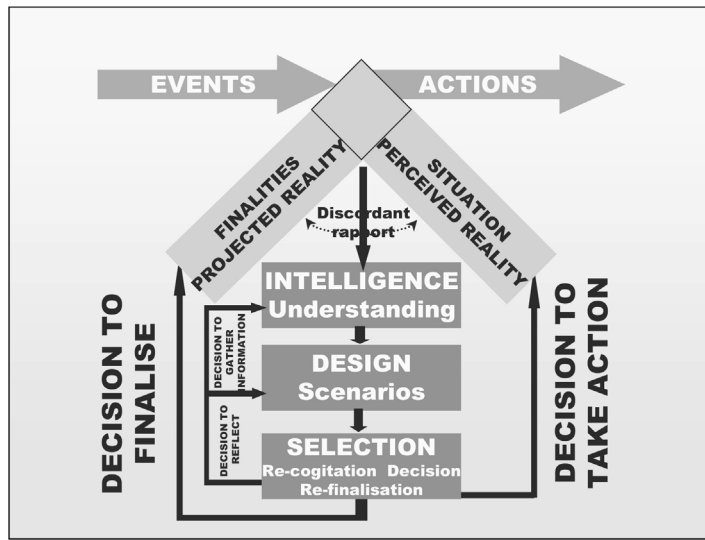 EVENTS
ACTIONS
FINALITIES
PROJECTED REALITY
SITUATION
PERCEIVED REALITY
Discordant
rapport
INTELLIGENCE
Understanding
DECISION TO
GATHER
INFORMATION
DESIGN
Scenarios
DECISION TO
REFLECT
SELECTION
Re-cogitation Decision
Re-finalisation
DECISION TO
FINALISE
DECISION TO
TAKE ACTION